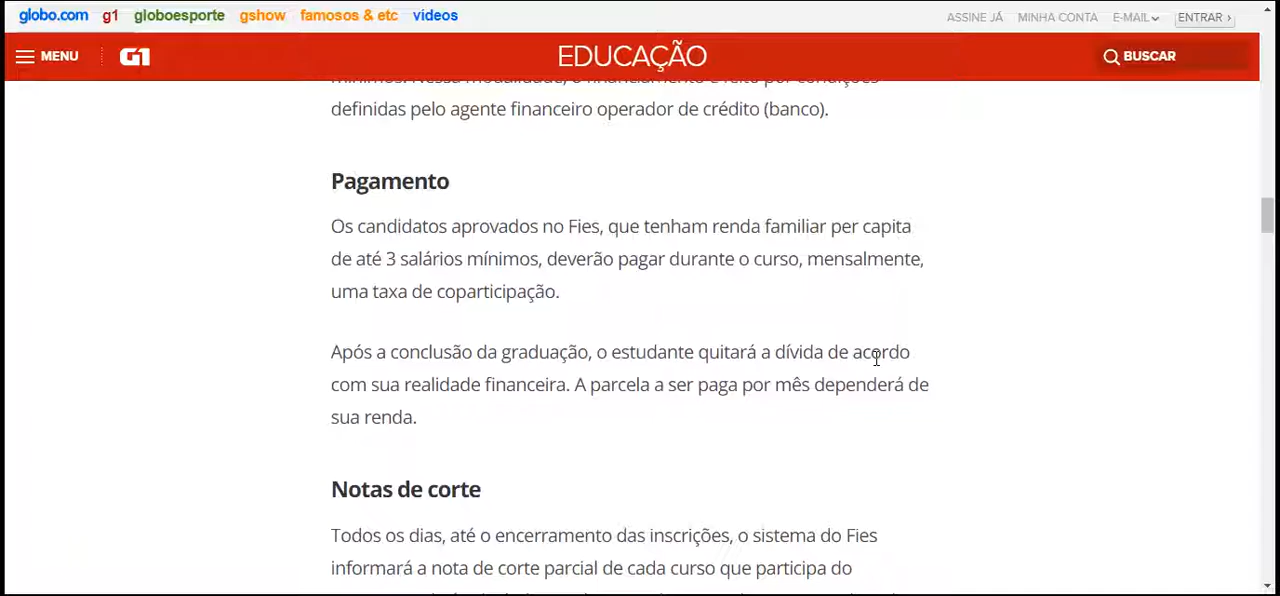 globo.com g1 globoesporte gshow famosos & etc vídeos ASSINE JÁ MINHA CONTA E-MAIL ENTRAR ›
MENU G1 EDUCAÇÃO BUSCAR
mínimos. Nessa modalidade, o financiamento é feito por condições
definidas pelo agente financeiro operador de crédito (banco).
Pagamento
Os candidatos aprovados no Fies, que tenham renda familiar per capita
de até 3 salários mínimos, deverão pagar durante o curso, mensalmente,
uma taxa de coparticipação.
Após a conclusão da graduação, o estudante quitará a dívida de acordo
com sua realidade financeira. A parcela a ser paga por mês dependerá de
sua renda.
Notas de corte
Todos os dias, até o encerramento das inscrições, o sistema do Fies
informará a nota de corte parcial de cada curso que participa do